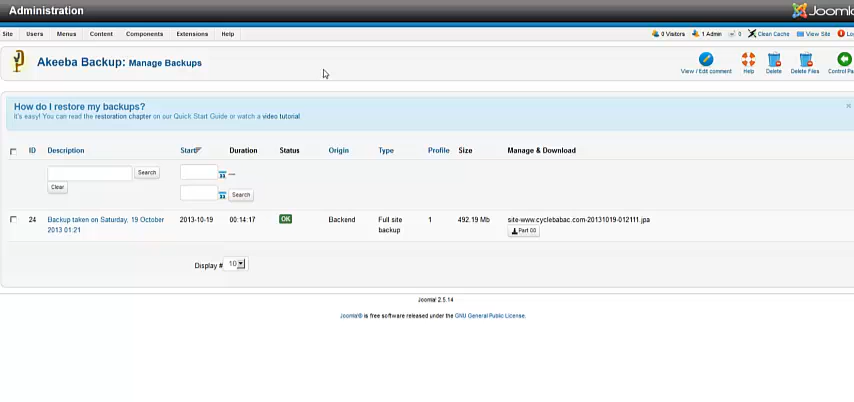 Administration
Joomla
Site Users Menus Content Components Extensions Help
0 Visitors 1 Admin 0 Clean Cache View Site
Akeeba Backup: Manage Backups
View / Edit comment Help Delete Delete Files Control Pa
How do I restore my backups?
It's easy! You can read the restoration chapter on our Quick Start Guide or watch a video tutorial.
ID Description Start Duration Status Origin Type Profile Size Manage & Download
Search
Clear
Search
24 Backup taken on Saturday, 19 October 2013 01:21 2013-10-19 00:14:17 OK Backend Full site backup 1 492.19 Mb site-www.cyclebabac.com-20131019-012111.jpa
Part 00
Display # 10
Joomla! 2.5.14
Joomla!® is free software released under the GNU General Public License.